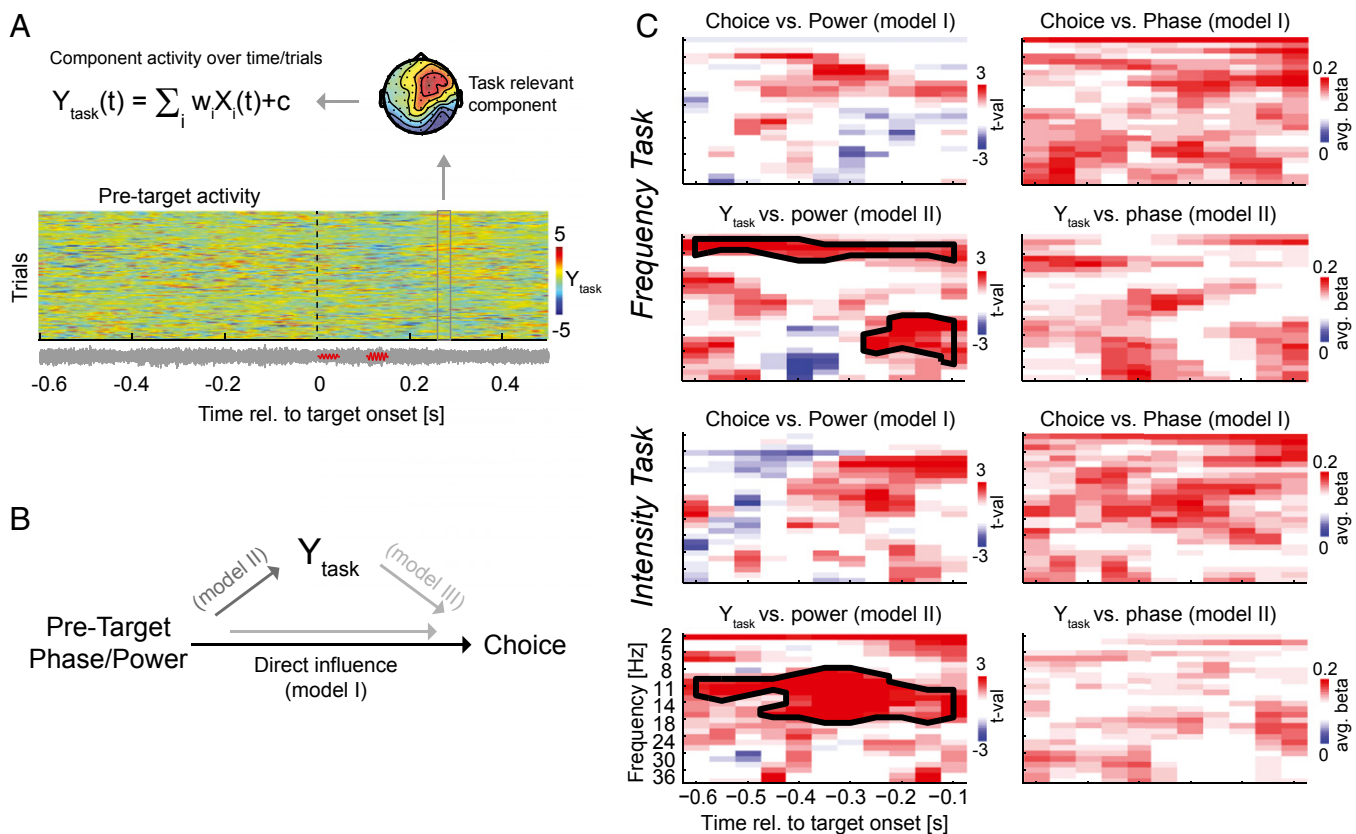 A
Component activity over time/trials
Y_task(t) = ∑_i w_i X_i(t)+c
Task relevant
component
Pre-target activity
Trials
5
Y_task
-5
-0.6 -0.4 -0.2 0 0.2 0.4
Time rel. to target onset [s]
B
(model II)
Y_task
(model III)
Pre-Target
Phase/Power
Choice
Direct influence
(model I)
C
Frequency Task
Choice vs. Power (model I)
3
t-val
-3
Choice vs. Phase (model I)
0.2
avg. beta
0
Y_task vs. power (model II)
3
t-val
-3
Y_task vs. phase (model II)
0.2
avg. beta
0
Intensity Task
Choice vs. Power (model I)
3
t-val
-3
Choice vs. Phase (model I)
0.2
avg. beta
0
Y_task vs. power (model II)
Frequency [Hz]
2
5
8
11
14
18
24
30
36
3
t-val
-3
−0.6 −0.5 −0.4 −0.3 −0.2 −0.1
Time rel. to target onset [s]
Y_task vs. phase (model II)
0.2
avg. beta
0